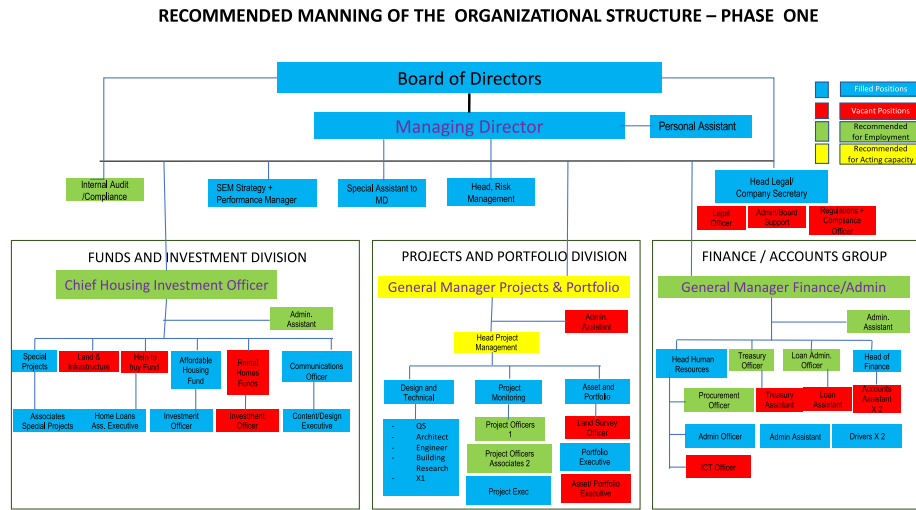 RECOMMENDED MANNING OF THE ORGANIZATIONAL STRUCTURE – PHASE ONE
Board of Directors
Filled Positions
Vacant Positions
Recommended
for Employment
Recommended
for Acting capacity
Managing Director
Personal Assistant
Internal Audit
/Compliance
SEM Strategy +
Performance Manager
Special Assistant to
MD
Head, Risk
Management
Head Legal/
Company Secretary
Legal
Officer
Admin/Board
Support
Regulations +
Compliance
Officer
FUNDS AND INVESTMENT DIVISION
Chief Housing Investment Officer
Admin.
Assistant
Special
Projects
Land &
Infrastructure
Help to
buy Fund
Affordable
Housing
Fund
Rental
Homes
Funds
Communications
Officer
Associates
Special Projects
Home Loans
Ass, Executive
Investment
Officer
Investment
Officer
Content/Design
Executive
PROJECTS AND PORTFOLIO DIVISION
General Manager Projects & Portfolio
Admin.
Assistant
Head Project
Management
Design and
Technical
Project
Monitoring
Asset and
Portfolio
- QS
- Architect
- Engineer
- Building
Research
- X1
Project Officers
1
Project Officers
Associates 2
Project Exec
Land Survey
Officer
Portfolio
Executive
Asset/ Portfolio
Executive
FINANCE / ACCOUNTS GROUP
General Manager Finance/Admin
Admin.
Assistant
Head Human
Resources
Treasury
Officer
Loan Admin.
Officer
Head of
Finance
Procurement
Officer
Treasury
Assistant
Loan
Assistant
Accounts
Assistant
X 2
Admin Officer
Admin Assistant
Drivers X 2
ICT Officer